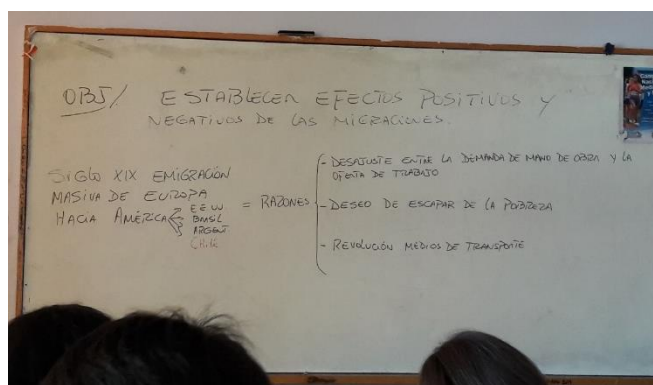 OBJ/ ESTABLECER EFECTOS POSITIVOS Y
NEGATIVOS DE LAS MIGRACIONES.
SIGLO XIX EMIGRACIÓN
MASIVA DE EUROPA
HACIA AMÉRICA
EEUU
BRASIL
ARGENT
CHILE
= RAZONES
- DESAJUSTE ENTRE LA DEMANDA DE MANO DE OBRA Y LA
OFERTA DE TRABAJO
- DESEO DE ESCAPAR DE LA POBREZA
- REVOLUCIÓN MEDIOS DE TRANSPORTE